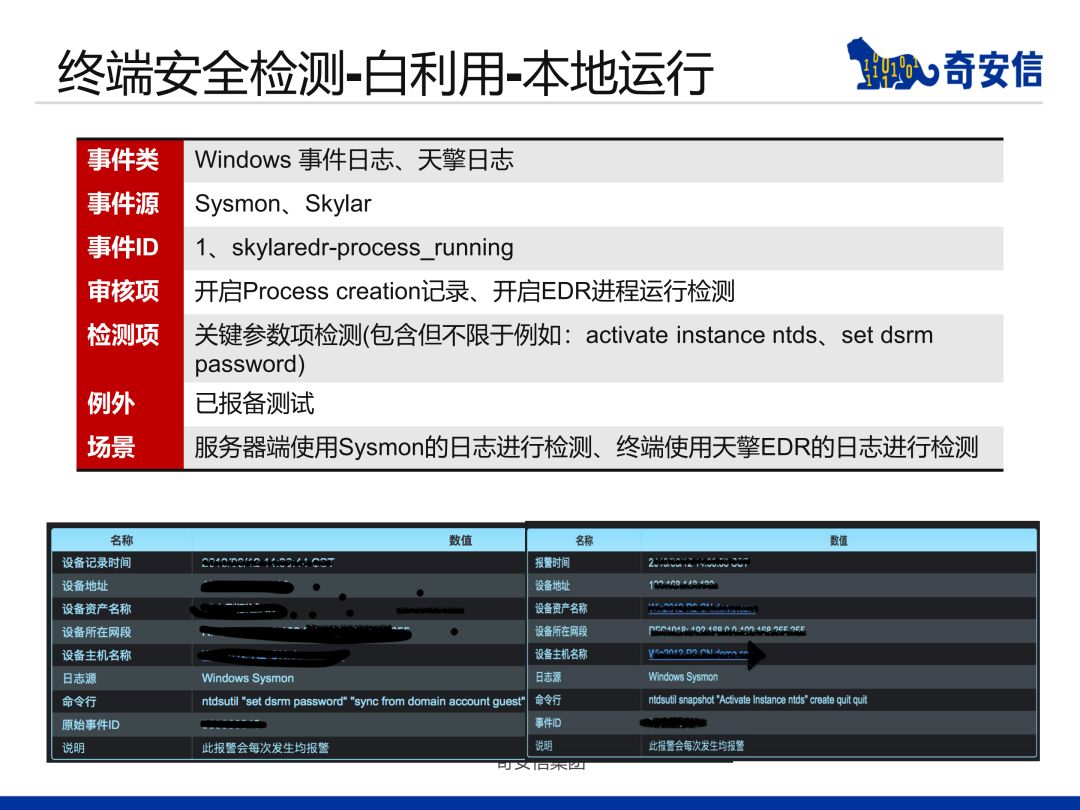 终端安全检测-白利用-本地运行
奇安信
事件类 Windows 事件日志、天擎日志
事件源 Sysmon、Skylar
事件ID 1、skylaredr-process_running
审核项 开启Process creation记录、开启EDR进程运行检测
检测项 关键参数项检测(包含但不限于例如：activate instance ntds、set dsrm
password)
例外 已报备测试
场景 服务器端使用Sysmon的日志进行检测、终端使用天擎EDR的日志进行检测
名称 数值
设备记录时间
设备地址
设备资产名称
设备所在网段
设备主机名称
日志源 Windows Sysmon
命令行 ntdsutil "set dsrm password" "sync from domain account guest"
原始事件ID
说明 此报警会每次发生均报警
名称 数值
报警时间
设备地址
设备资产名称
设备所在网段
设备主机名称
日志源 Windows Sysmon
命令行 ntdsutil snapshot "Activate Instance ntds" create quit quit
事件ID
说明 此报警会每次发生均报警
奇安信集团